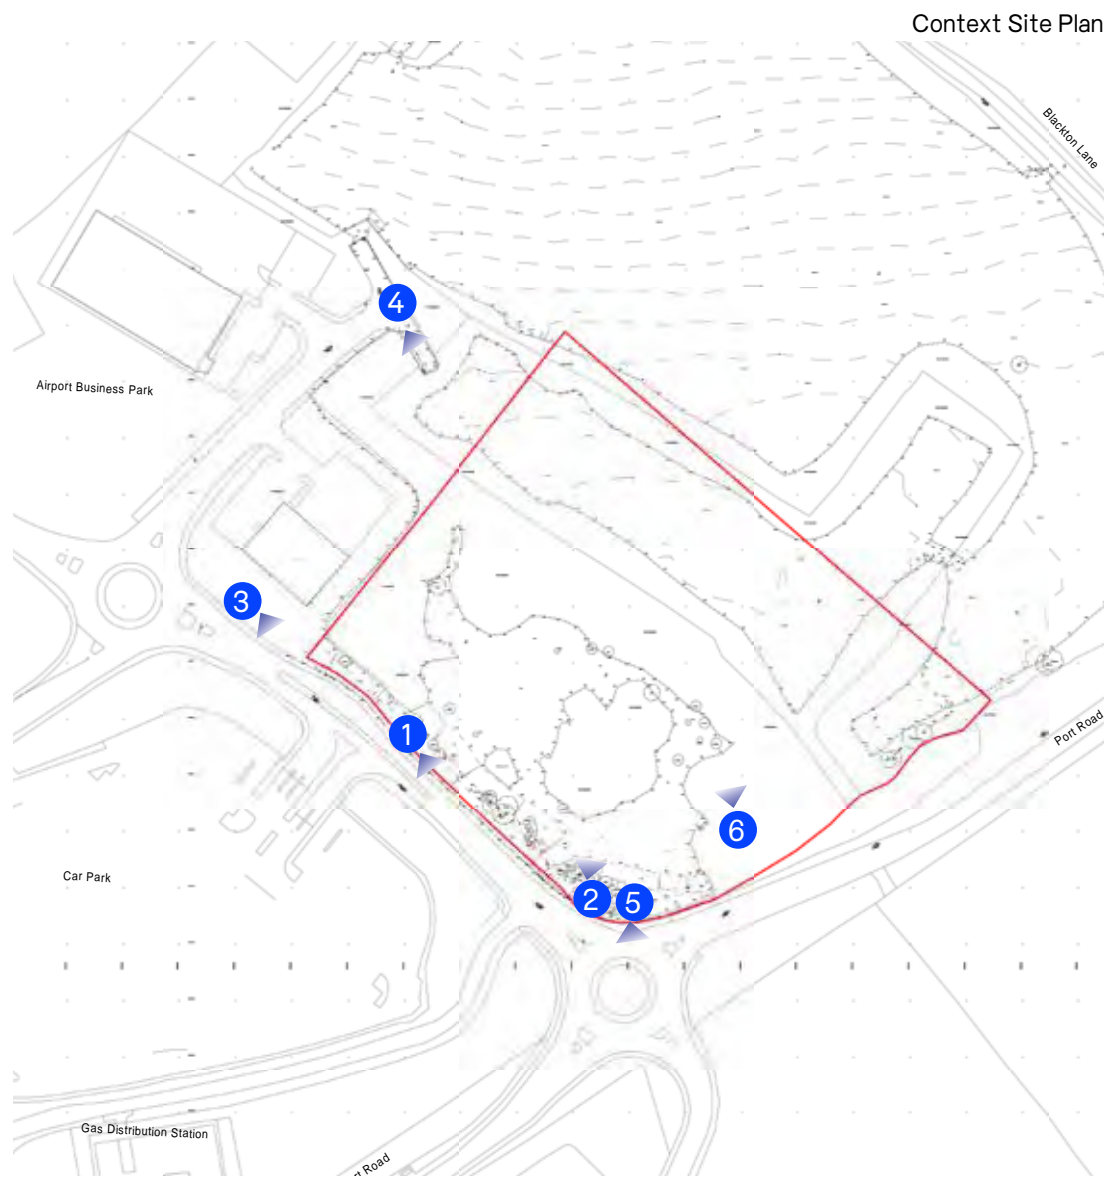 Context Site Plan
Blackton Lane
4
Airport Business Park
3
1
Port Road
6
Car Park
2
5
Gas Distribution Station
rt Road